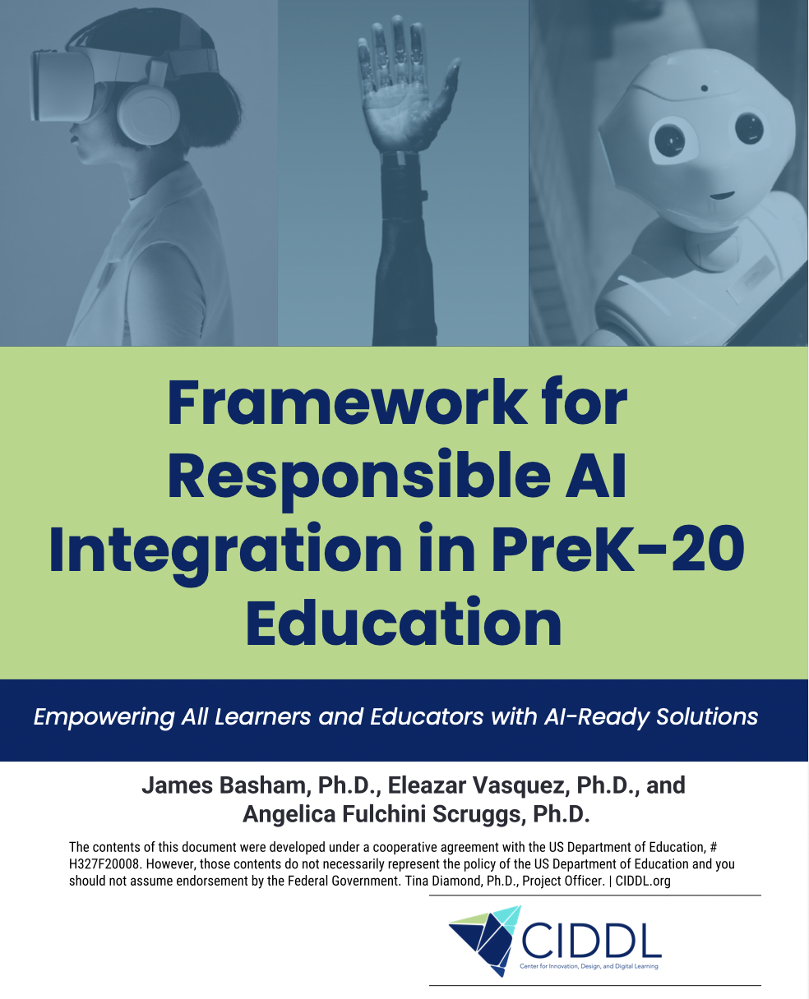 Framework for
Responsible AI
Integration in PreK-20
Education
Empowering All Learners and Educators with AI-Ready Solutions
James Basham, Ph.D., Eleazar Vasquez, Ph.D., and
Angelica Fulchini Scruggs, Ph.D.
The contents of this document were developed under a cooperative agreement with the US Department of Education, #
H327F20008. However, those contents do not necessarily represent the policy of the US Department of Education and you
should not assume endorsement by the Federal Government. Tina Diamond, Ph.D., Project Officer. | CIDDL.org
CIDDL
Center for Innovation, Design, and Digital Learning